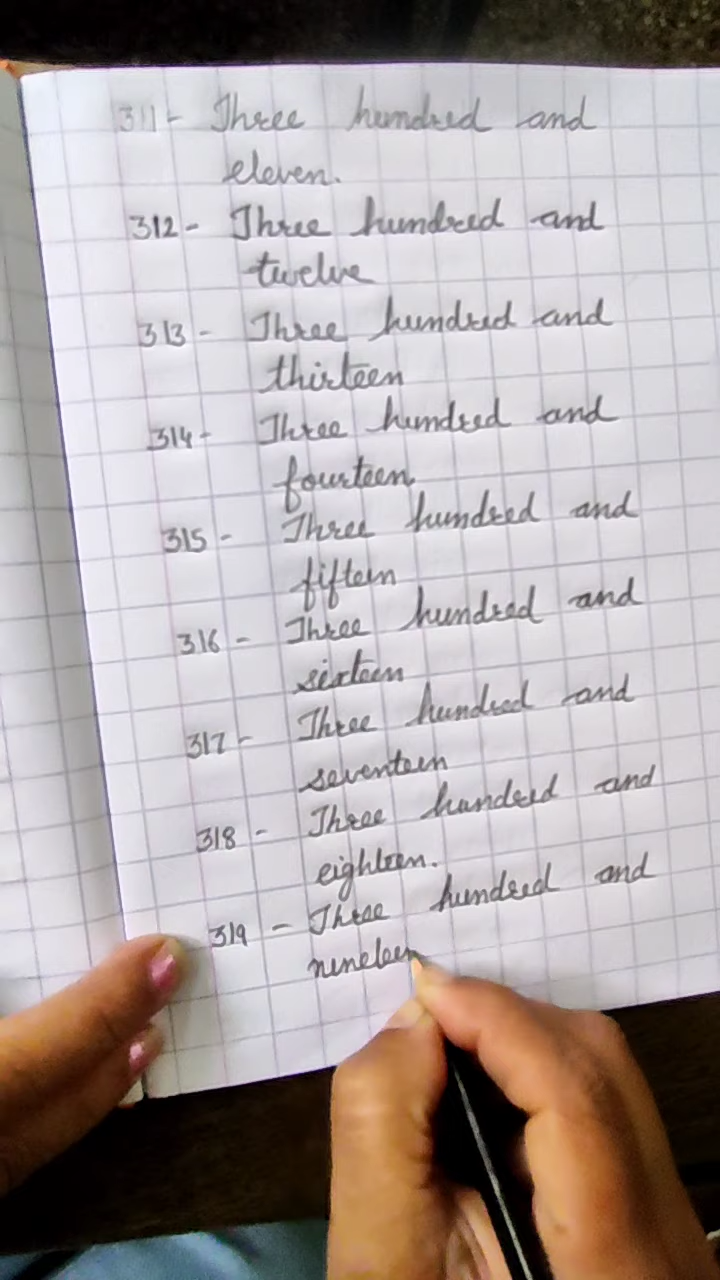 311- Three hundred and
eleven.
312- Three hundred and
twelve
313- Three hundred and
thirteen
314- Three hundred and
fourteen
315- Three hundred and
fifteen
316- Three hundred and
sixteen
317- Three hundred and
seventeen
318- Three hundred and
eighteen.
319- Three hundred and
nineteen